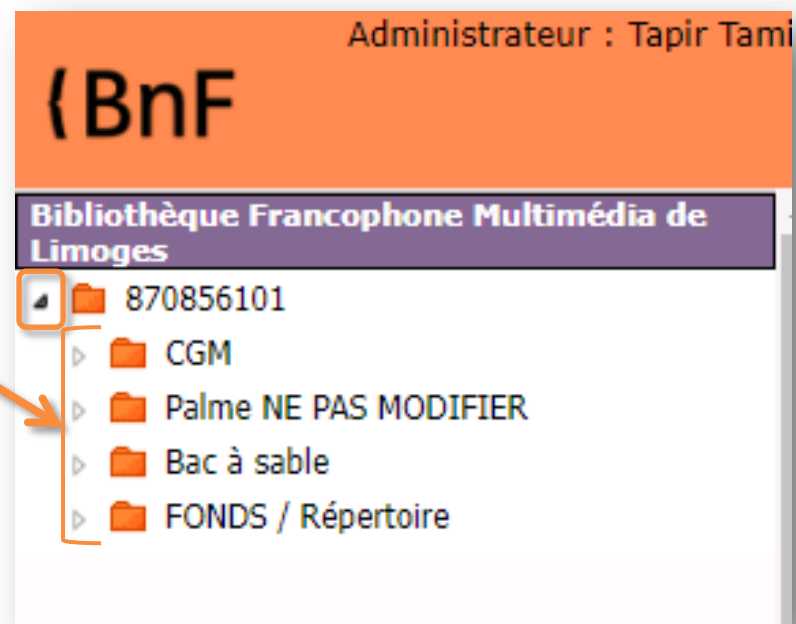 Administrateur : Tapir Tami
{BnF
Bibliothèque Francophone Multimédia de
Limoges
870856101
CGM
Palme NE PAS MODIFIER
Bac à sable
FONDS / Répertoire